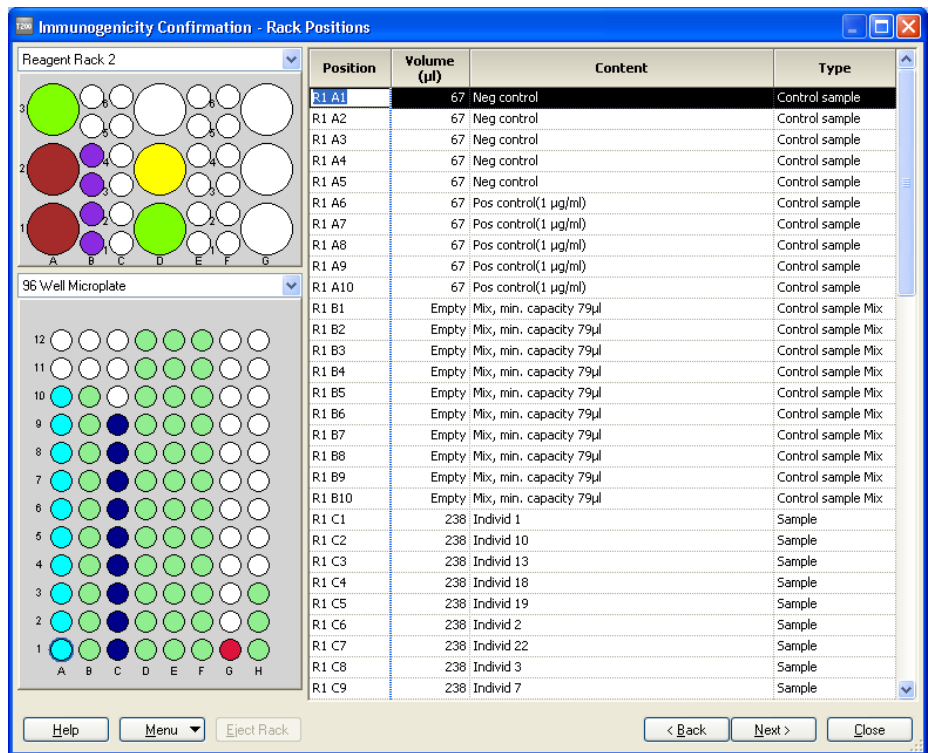 T200 Immunogenicity Confirmation - Rack Positions
Reagent Rack 2
3 6 6
5 5
2 4 4
3 3
1 2 2
1 1
A B C D E F G
96 Well Microplate
12
11
10
9
8
7
6
5
4
3
2
1
A B C D E F G H
Position Volume (µl) Content Type
R1 A1 67 Neg control Control sample
R1 A2 67 Neg control Control sample
R1 A3 67 Neg control Control sample
R1 A4 67 Neg control Control sample
R1 A5 67 Neg control Control sample
R1 A6 67 Pos control(1 µg/ml) Control sample
R1 A7 67 Pos control(1 µg/ml) Control sample
R1 A8 67 Pos control(1 µg/ml) Control sample
R1 A9 67 Pos control(1 µg/ml) Control sample
R1 A10 67 Pos control(1 µg/ml) Control sample
R1 B1 Empty Mix, min. capacity 79µl Control sample Mix
R1 B2 Empty Mix, min. capacity 79µl Control sample Mix
R1 B3 Empty Mix, min. capacity 79µl Control sample Mix
R1 B4 Empty Mix, min. capacity 79µl Control sample Mix
R1 B5 Empty Mix, min. capacity 79µl Control sample Mix
R1 B6 Empty Mix, min. capacity 79µl Control sample Mix
R1 B7 Empty Mix, min. capacity 79µl Control sample Mix
R1 B8 Empty Mix, min. capacity 79µl Control sample Mix
R1 B9 Empty Mix, min. capacity 79µl Control sample Mix
R1 B10 Empty Mix, min. capacity 79µl Control sample Mix
R1 C1 238 Individ 1 Sample
R1 C2 238 Individ 10 Sample
R1 C3 238 Individ 13 Sample
R1 C4 238 Individ 18 Sample
R1 C5 238 Individ 19 Sample
R1 C6 238 Individ 2 Sample
R1 C7 238 Individ 22 Sample
R1 C8 238 Individ 3 Sample
R1 C9 238 Individ 7 Sample
Help Menu Eject Rack < Back Next > Close